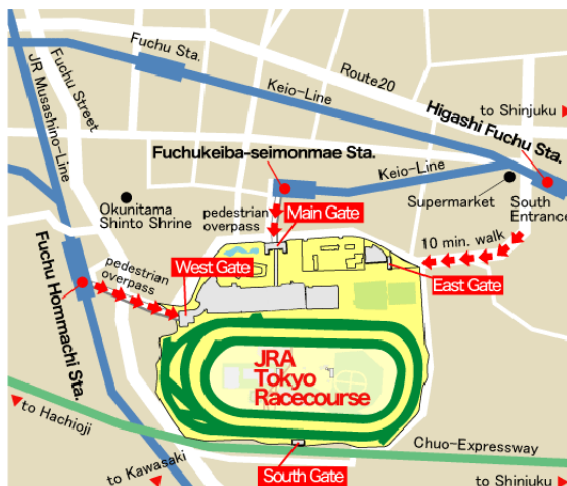 Fuchu Sta.
Route20
Keio-Line
JR Musashino-Line
Fuchu Street
to Shinjuku
Higashi Fuchu Sta.
Fuchukeiba-seimonmae Sta.
Keio-Line
Supermarket
South
Entrance
Okunitama
Shinto Shrine
pedestrian
overpass
Main Gate
10 min. walk
West Gate
East Gate
pedestrian
overpass
Fuchu Hommachi Sta.
JRA
Tokyo
Racecourse
to Hachioji
Chuo-Expressway
to Kawasaki
South Gate
to Shinjuku